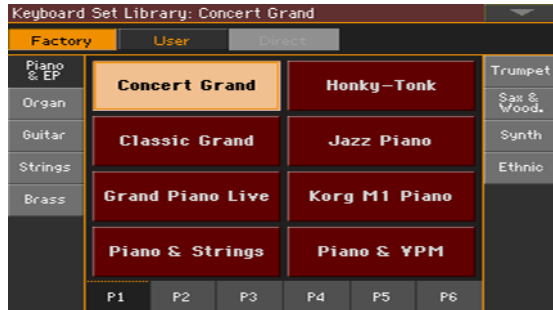 Keyboard Set Library: Concert Grand
Factory
User
Direct
Piano
& EP
Organ
Guitar
Strings
Brass
Concert Grand
Honky-Tonk
Classic Grand
Jazz Piano
Grand Piano Live
Korg M1 Piano
Piano & Strings
Piano & ¥PM
Trumpet
Sax &
Wood.
Synth
Ethnic
P1
P2
P3
P4
P5
P6